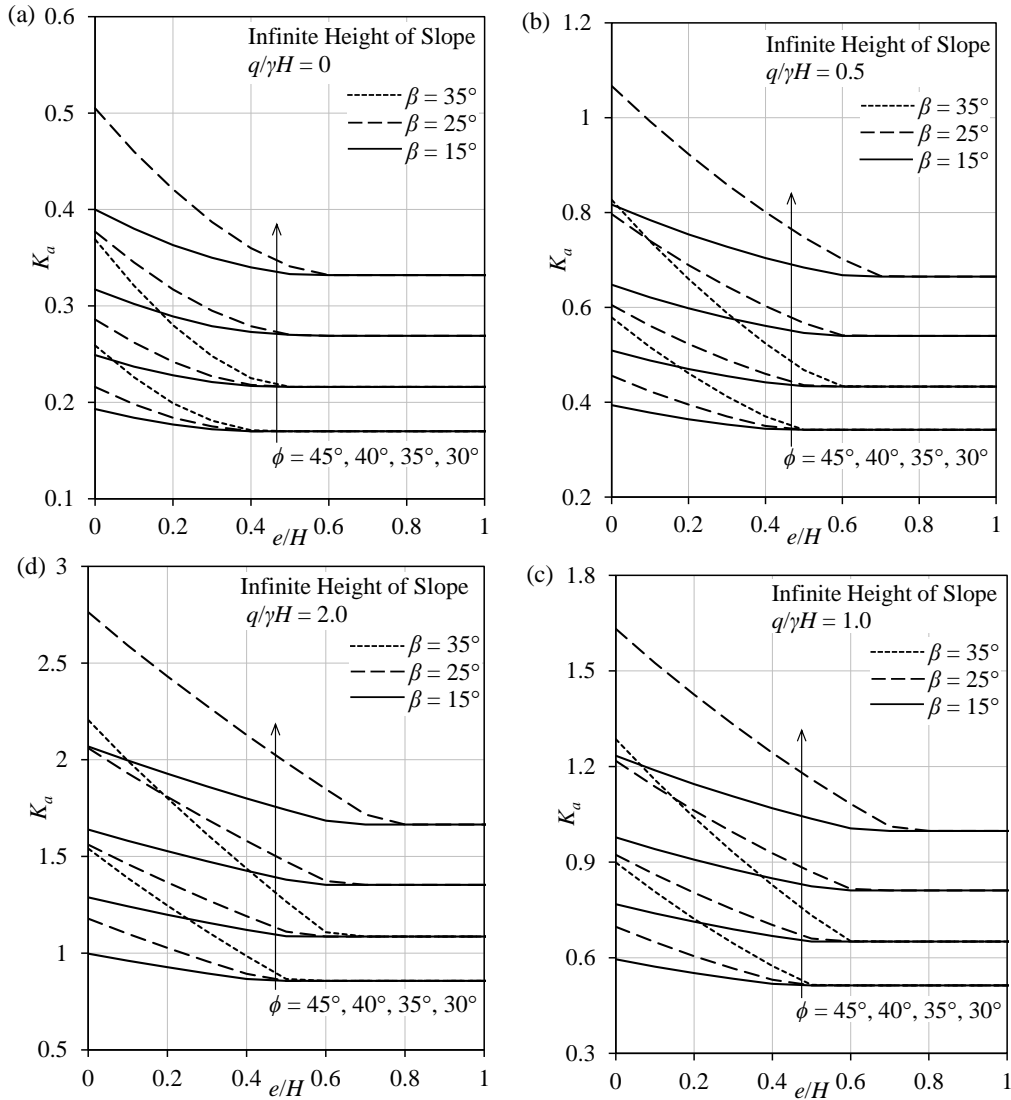 (a)
Infinite Height of Slope
q/γH = 0
β = 35°
β = 25°
β = 15°
0.6
0.5
0.4
0.3
0.2
0.1
K_a
ϕ = 45°, 40°, 35°, 30°
0 0.2 0.4 0.6 0.8 1
e/H
(b)
Infinite Height of Slope
q/γH = 0.5
β = 35°
β = 25°
β = 15°
1.2
1
0.8
0.6
0.4
0.2
K_a
ϕ = 45°, 40°, 35°, 30°
0 0.2 0.4 0.6 0.8 1
e/H
(d)
Infinite Height of Slope
q/γH = 2.0
β = 35°
β = 25°
β = 15°
3
2.5
2
1.5
1
0.5
K_a
ϕ = 45°, 40°, 35°, 30°
0 0.2 0.4 0.6 0.8 1
e/H
(c)
Infinite Height of Slope
q/γH = 1.0
β = 35°
β = 25°
β = 15°
1.8
1.5
1.2
0.9
0.6
0.3
K_a
ϕ = 45°, 40°, 35°, 30°
0 0.2 0.4 0.6 0.8 1
e/H